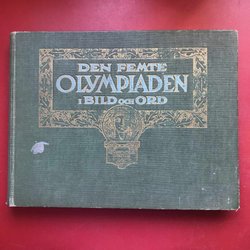 DEN FEMTE
OLYMPIADEN
I BILD OCH ORD